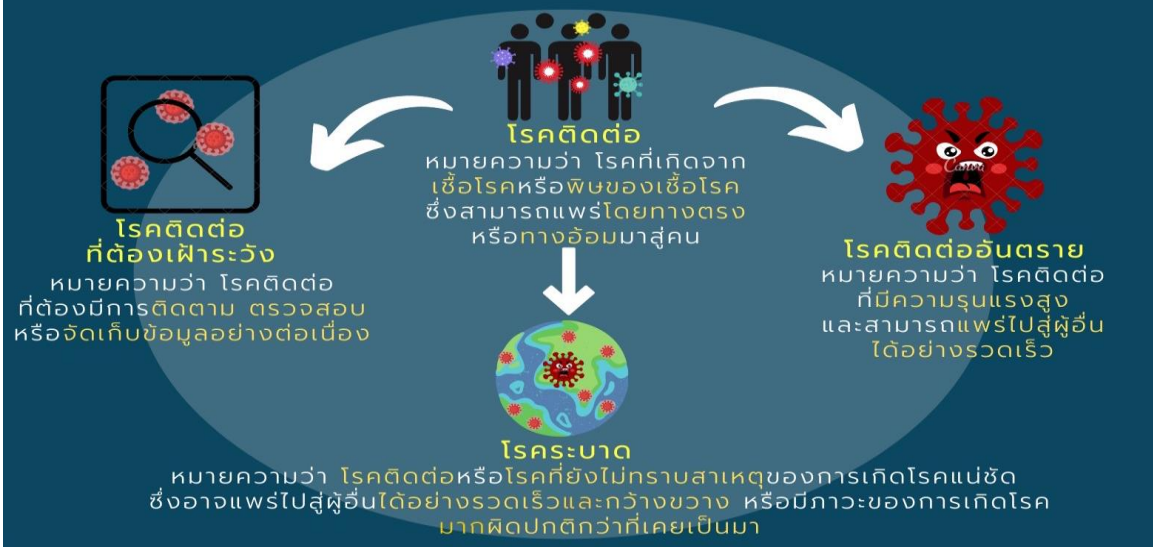 โรคติดต่อ
หมายความว่า โรคที่เกิดจาก
เชื้อโรคหรือพิษของเชื้อโรค
ซึ่งสามารถแพร่โดยทางตรง
หรือทางอ้อมมาสู่คน
โรคติดต่อ
ที่ต้องเฝ้าระวัง
หมายความว่า โรคติดต่อ
ที่ต้องมีการติดตาม ตรวจสอบ
หรือจัดเก็บข้อมูลอย่างต่อเนื่อง
Canva
โรคติดต่ออันตราย
หมายความว่า โรคติดต่อ
ที่มีความรุนแรงสูง
และสามารถแพร่ไปสู่ผู้อื่น
ได้อย่างรวดเร็ว
โรคระบาด
หมายความว่า โรคติดต่อหรือโรคที่ยังไม่ทราบสาเหตุของการเกิดโรคแน่ชัด
ซึ่งอาจแพร่ไปสู่ผู้อื่นได้อย่างรวดเร็วและกว้างขวาง หรือมีภาวะของการเกิดโรค
มากผิดปกติกว่าที่เคยเป็นมา